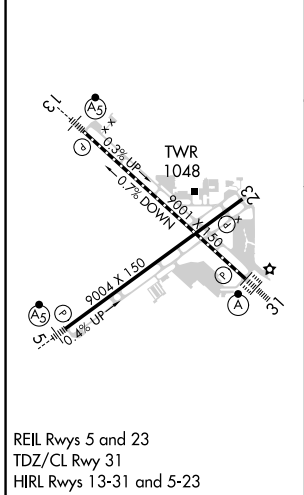 A5
13
P
0.3% UP
TWR
1048
0.7% DOWN
9001 X 150
23
P
x
P
9004 X 150
A5
P
A
31
5
0.4% UP
REIL Rwys 5 and 23
TDZ/CL Rwy 31
HIRL Rwys 13-31 and 5-23